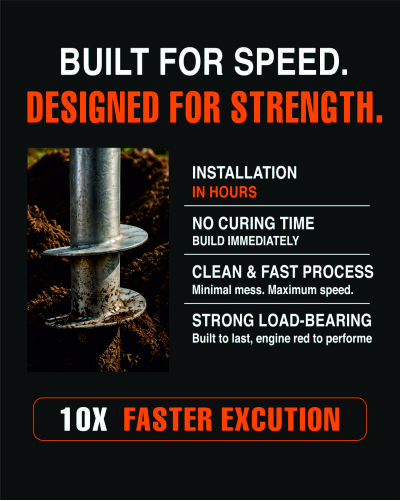 BUILT FOR SPEED.
DESIGNED FOR STRENGTH.
INSTALLATION
IN HOURS
NO CURING TIME
BUILD IMMEDIATELY
CLEAN & FAST PROCESS
Minimal mess. Maximum speed.
STRONG LOAD-BEARING
Built to last, engine red to performe
10X FASTER EXCUTION